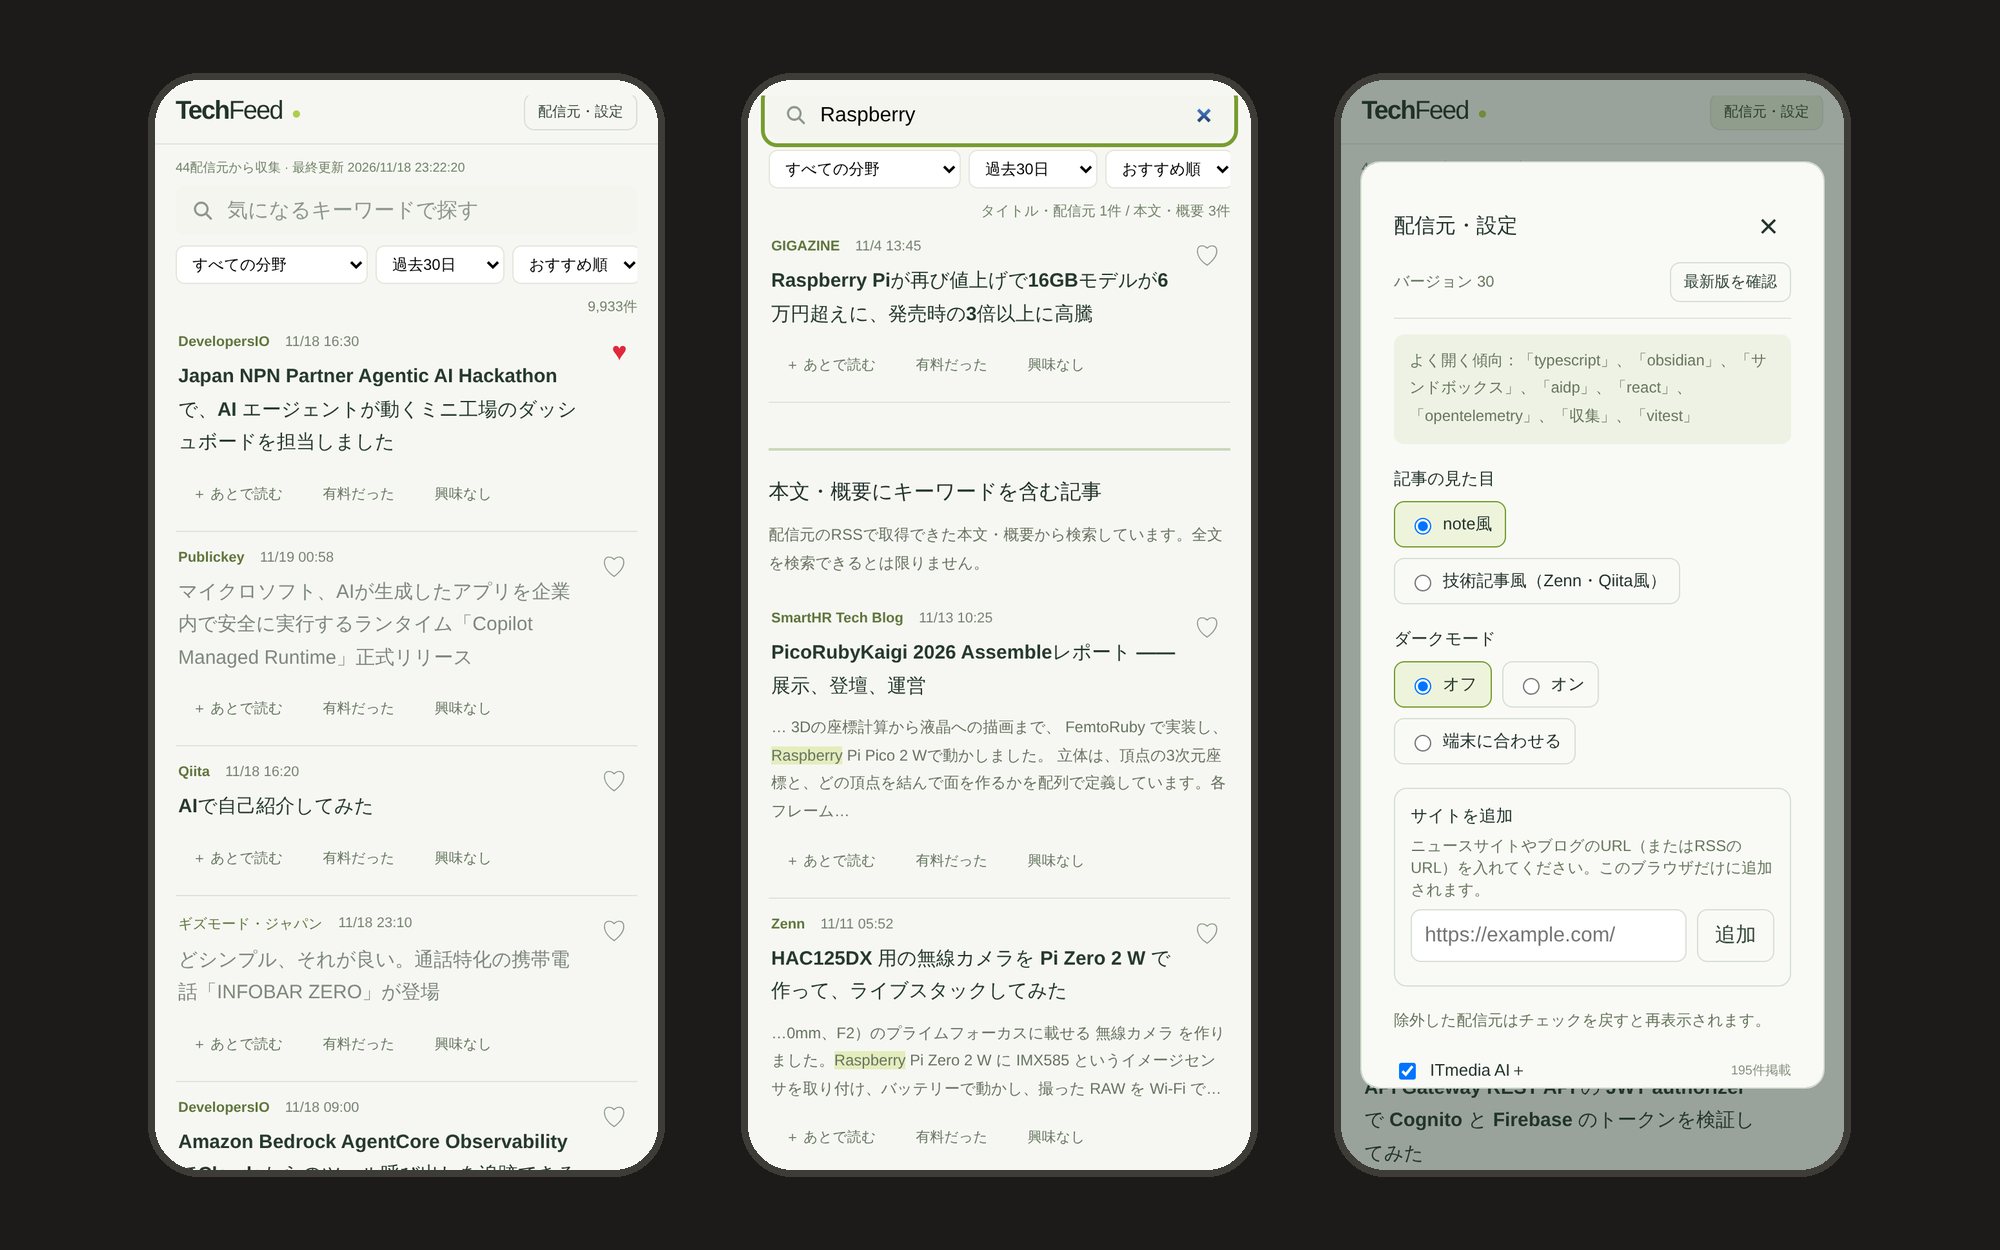 TechFeed
配信元・設定
44配信元から収集 · 最終更新 2026/11/18 23:22:20
気になるキーワードで探す
すべての分野
過去30日
おすすめ順
9,933件
DevelopersIO 11/18 16:30
Japan NPN Partner Agentic AI Hackathon
で、AI エージェントが動くミニ工場のダッシ
ュボードを担当しました
+ あとで読む 有料だった 興味なし
Publickey 11/19 00:58
マイクロソフト、AIが生成したアプリを企業
内で安全に実行するランタイム「Copilot
Managed Runtime」正式リリース
+ あとで読む 有料だった 興味なし
Qiita 11/18 16:20
AIで自己紹介してみた
+ あとで読む 有料だった 興味なし
ギズモード・ジャパン 11/18 23:10
どシンプル、それが良い。通話特化の携帯電
話「INFOBAR ZERO」が登場
+ あとで読む 有料だった 興味なし
DevelopersIO 11/18 09:00
Amazon Bedrock AgentCore Observability
Raspberry
すべての分野
過去30日
おすすめ順
タイトル・配信元 1件 / 本文・概要 3件
GIGAZINE 11/4 13:45
Raspberry Piが再び値上げで16GBモデルが6
万円超えに、発売時の3倍以上に高騰
+ あとで読む 有料だった 興味なし
本文・概要にキーワードを含む記事
配信元のRSSで取得できた本文・概要から検索しています。全文
を検索できるとは限りません。
SmartHR Tech Blog 11/13 10:25
PicoRubyKaigi 2026 Assembleレポート ——
展示、登壇、運営
… 3Dの座標計算から液晶への描画まで、 FemtoRuby で実装し、
Raspberry Pi Pico 2 Wで動かしました。 立体は、頂点の3次元座
標と、どの頂点を結んで面を作るかを配列で定義しています。各
フレーム…
+ あとで読む 有料だった 興味なし
Zenn 11/11 05:52
HAC125DX 用の無線カメラを Pi Zero 2 W で
作って、ライブスタックしてみた
…0mm、F2）のプライムフォーカスに載せる 無線カメラ を作り
ました。Raspberry Pi Zero 2 W に IMX585 というイメージセン
サを取り付け、バッテリーで動かし、撮った RAW を Wi-Fi で…
+ あとで読む 有料だった 興味なし
TechFeed
配信元・設定
配信元・設定
バージョン 30
最新版を確認
よく開く傾向：「typescript」、「obsidian」、「サ
ンドボックス」、「aidp」、「react」、
「opentelemetry」、「収集」、「vitest」
記事の見た目
note風
技術記事風（Zenn・Qiita風）
ダークモード
オフ
オン
端末に合わせる
サイトを追加
ニュースサイトやブログのURL（またはRSSの
URL）を入れてください。このブラウザだけに追加
されます。
https://example.com/
追加
除外した配信元はチェックを戻すと再表示されます。
ITmedia AI＋ 195件掲載
API Gateway REST API の JWT authorizer
で Cognito と Firebase のトークンを検証し
てみた